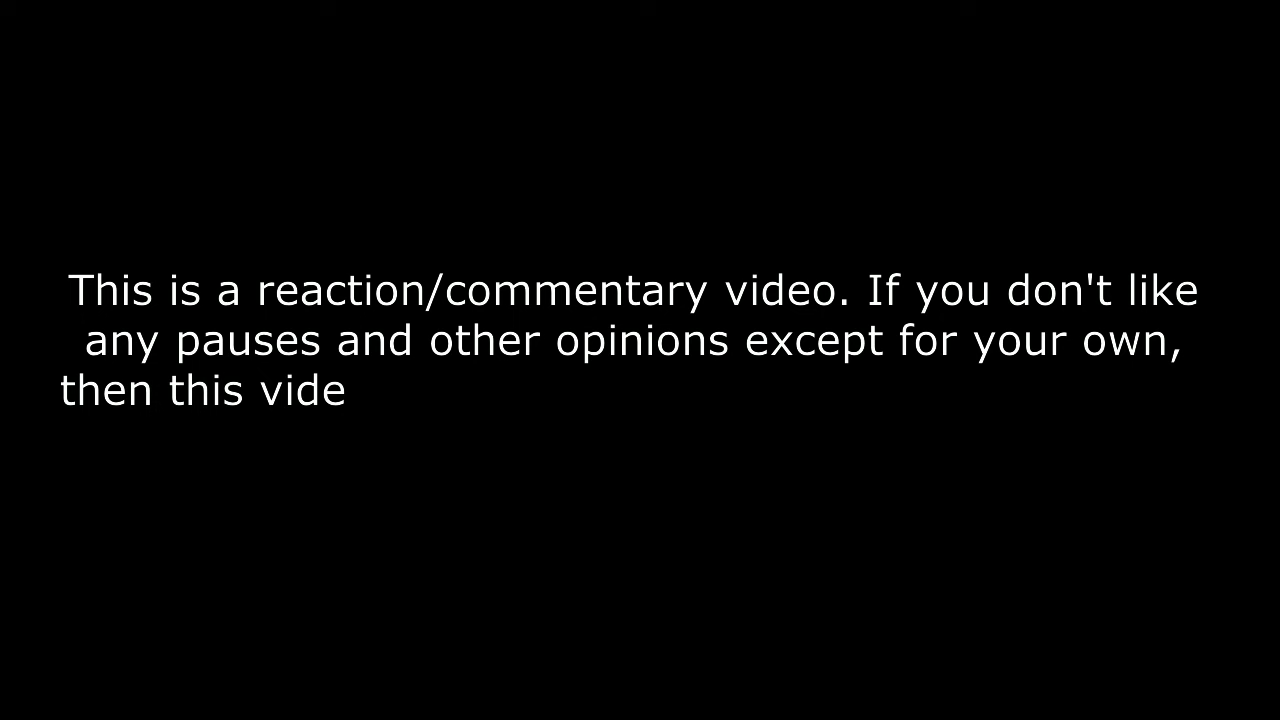 This is a reaction/commentary video. If you don't like
any pauses and other opinions except for your own,
then this vide